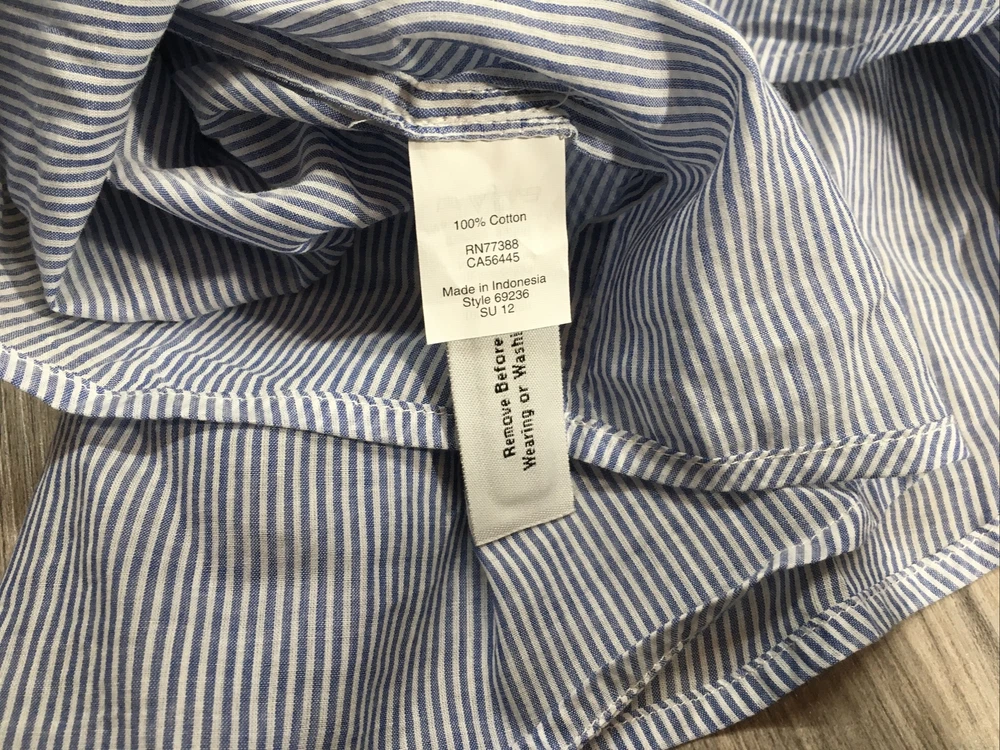 100% Cotton
RN77388
CA56445
Made in Indonesia
Style 69236
SU 12
Remove Before
Wearing or Washi